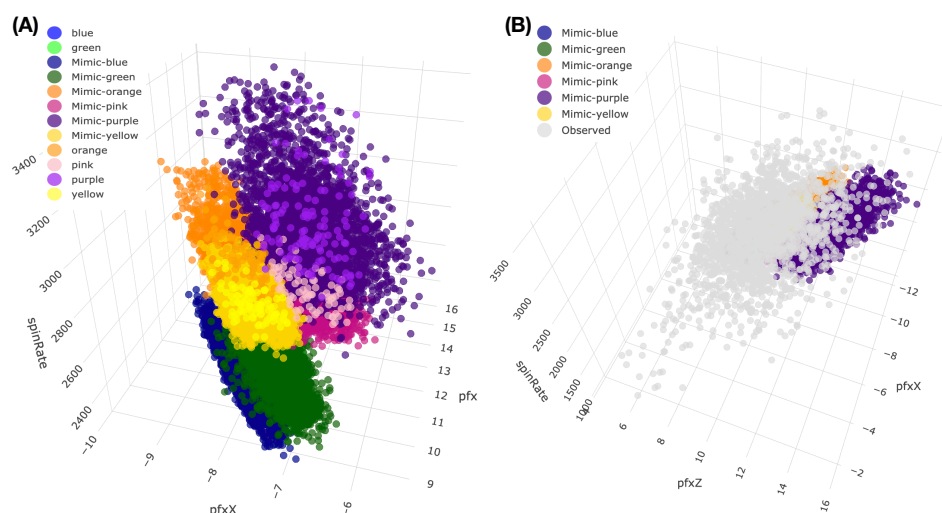 (A)
blue
green
Mimic-blue
Mimic-green
Mimic-orange
Mimic-pink
Mimic-purple
Mimic-yellow
orange
pink
purple
yellow
3400
3200
3000
2800
2600
2400
spinRate
−10
−9
−8
−7
−6
pfxX
16
15
14
13
12
11
10
9
pfx
(B)
Mimic-blue
Mimic-green
Mimic-orange
Mimic-pink
Mimic-purple
Mimic-yellow
Observed
3500
3000
2500
2000
1500
1000
spinRate
4
6
8
10
12
14
16
pfxZ
−12
−10
−8
−6
−4
−2
pfxX